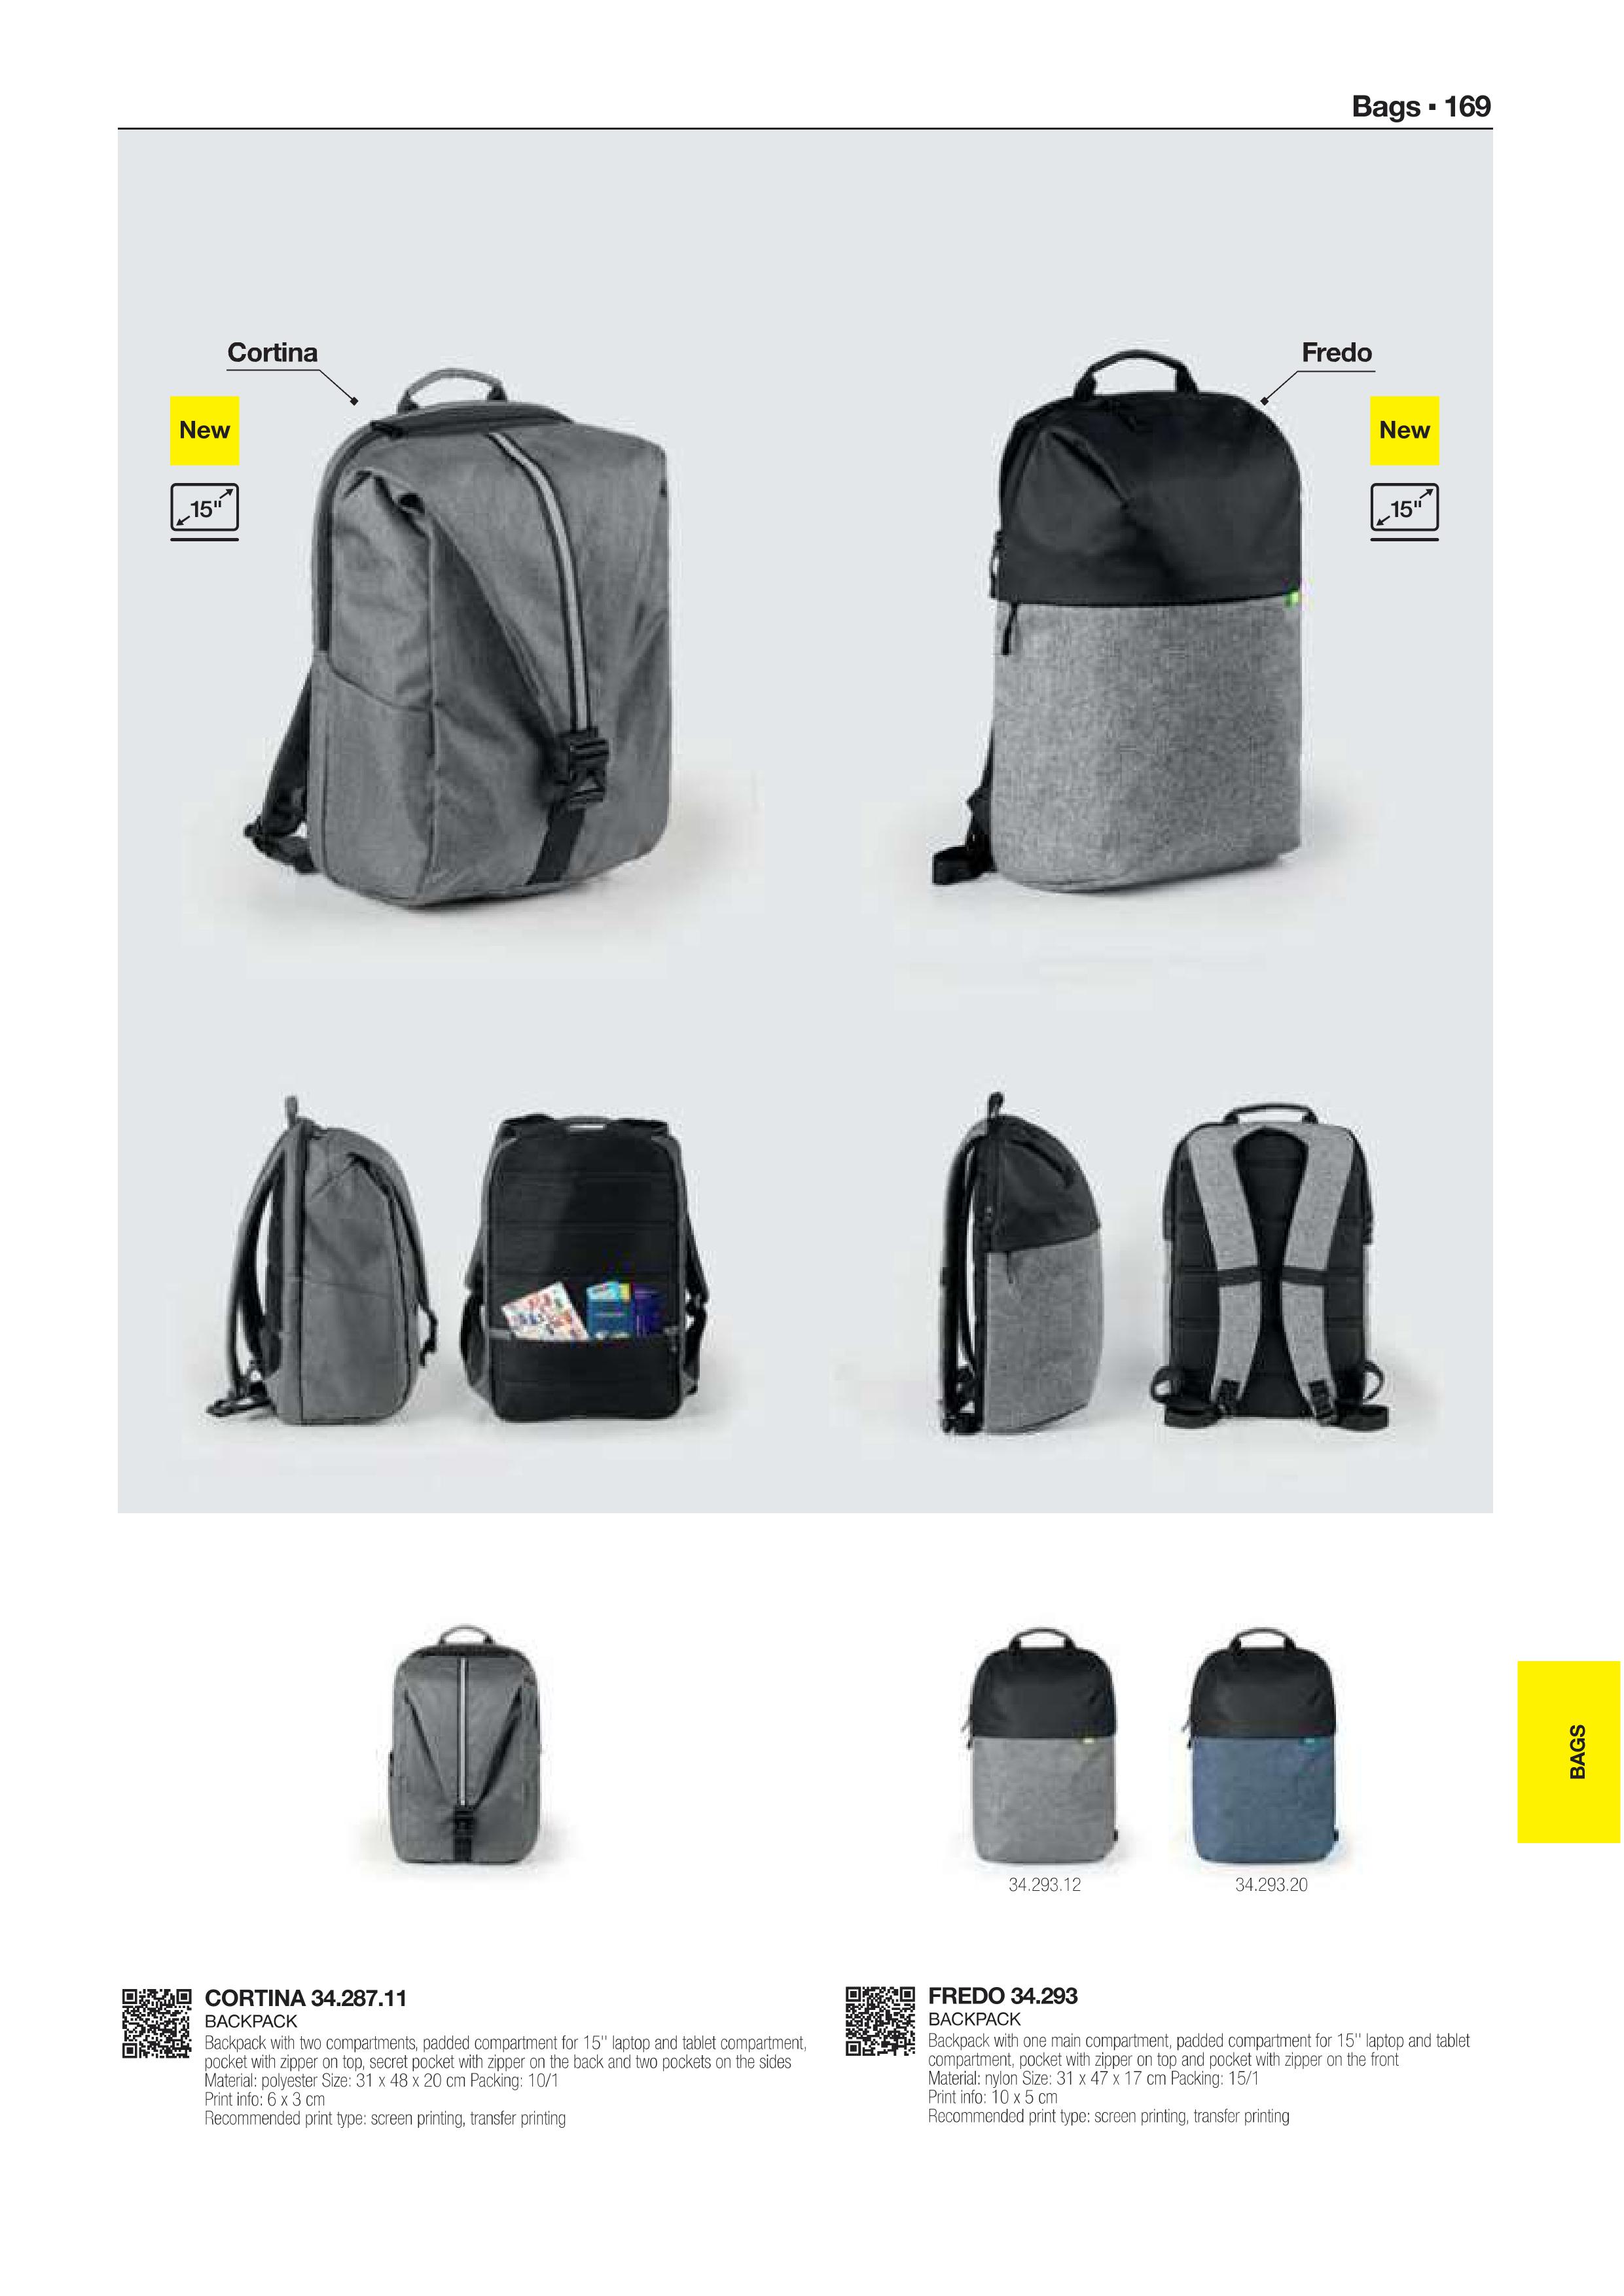 Bags ▪ 169
Cortina
Fredo
New
New
15"
15"
34.293.12
34.293.20
BAGS
CORTINA 34.287.11
BACKPACK
Backpack with two compartments, padded compartment for 15'' laptop and tablet compartment,
pocket with zipper on top, secret pocket with zipper on the back and two pockets on the sides
Material: polyester Size: 31 x 48 x 20 cm Packing: 10/1
Print info: 6 x 3 cm
Recommended print type: screen printing, transfer printing
FREDO 34.293
BACKPACK
Backpack with one main compartment, padded compartment for 15'' laptop and tablet
compartment, pocket with zipper on top and pocket with zipper on the front
Material: nylon Size: 31 x 47 x 17 cm Packing: 15/1
Print info: 10 x 5 cm
Recommended print type: screen printing, transfer printing